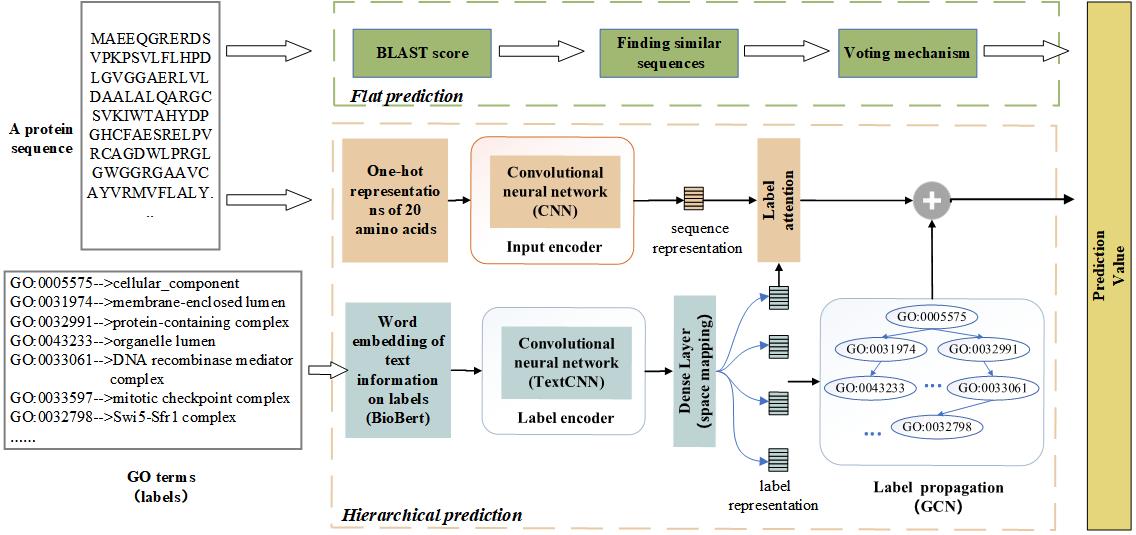 MAEEQGRERDS
VPKPSVLFLHPD
LGVGGAERLVL
DAALALQARGC
SVKIWTAHYDP
GHCFAESRELPV
RCAGDWLPRGL
GWGGRGAAVC
AYVRMVFLALY.
..
A protein
sequence
BLAST score
Finding similar
sequences
Voting mechanism
Flat prediction
One-hot
representatio
ns of 20
amino acids
Convolutional
neural network
(CNN)
Input encoder
sequence
representation
Label
attention
Prediction
Value
GO:0005575-->cellular_component
GO:0031974-->membrane-enclosed lumen
GO:0032991-->protein-containing complex
GO:0043233-->organelle lumen
GO:0033061-->DNA recombinase mediator
complex
GO:0033597-->mitotic checkpoint complex
GO:0032798-->Swi5-Sfr1 complex
......
GO terms
(labels)
Word
embedding of
text
information
on labels
(BioBert)
Convolutional
neural network
(TextCNN)
Label encoder
Dense Layer
(space mapping)
label
representation
GO:0005575
GO:0031974
GO:0032991
GO:0043233
...
GO:0033061
...
GO:0032798
Label propagation
(GCN)
Hierarchical prediction